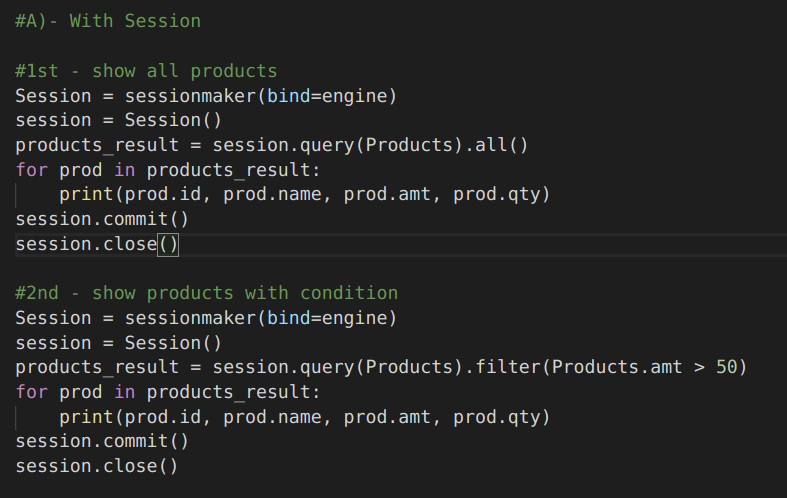 #A)- With Session
#1st - show all products
Session = sessionmaker(bind=engine)
session = Session()
products_result = session.query(Products).all()
for prod in products_result:
    print(prod.id, prod.name, prod.amt, prod.qty)
session.commit()
session.close()
#2nd - show products with condition
Session = sessionmaker(bind=engine)
session = Session()
products_result = session.query(Products).filter(Products.amt > 50)
for prod in products_result:
    print(prod.id, prod.name, prod.amt, prod.qty)
session.commit()
session.close()